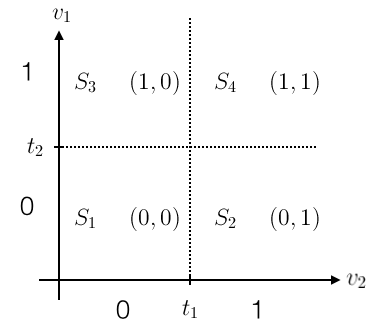 v₁
1 S₃ (1, 0) S₄ (1, 1)
t₂
0 S₁ (0, 0) S₂ (0, 1)
v₂
0 t₁ 1